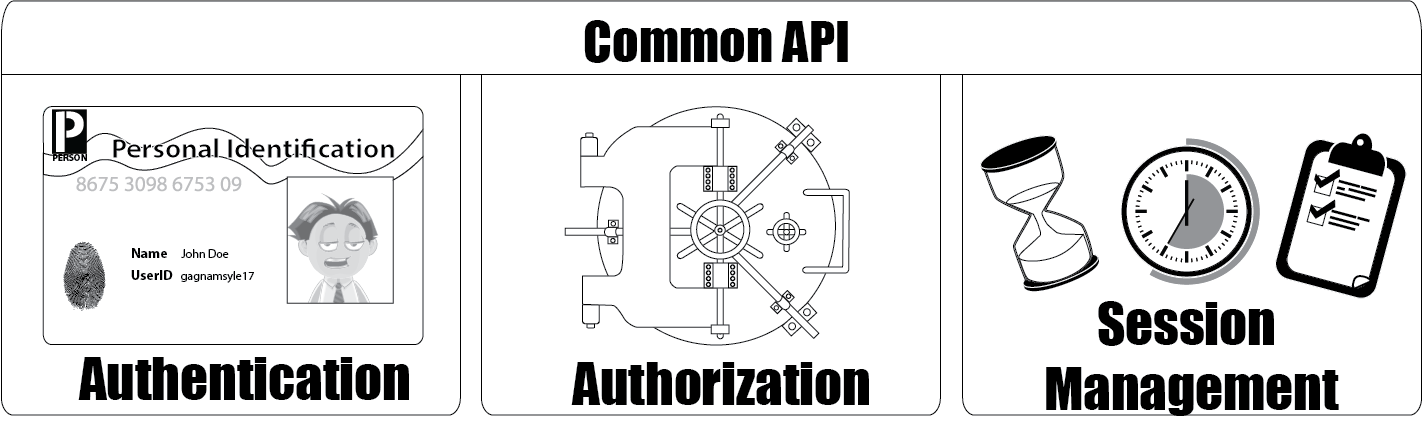 Common API
P
PERSON
Personal Identification
8675 3098 6753 09
Name John Doe
UserID gagnamsyle17
Authentication
Authorization
Session
Management